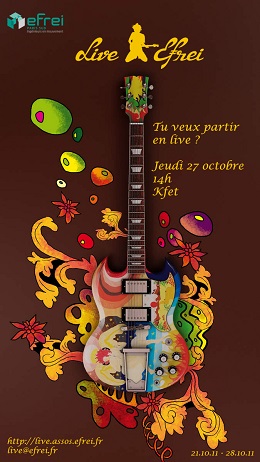 efrei
Live Efrei
Tu veux partir
en live ?
Jeudi 27 octobre
14h
Kfet
http://live.assos.efrei.fr
live@efrei.fr
21.10.11 - 28.10.11